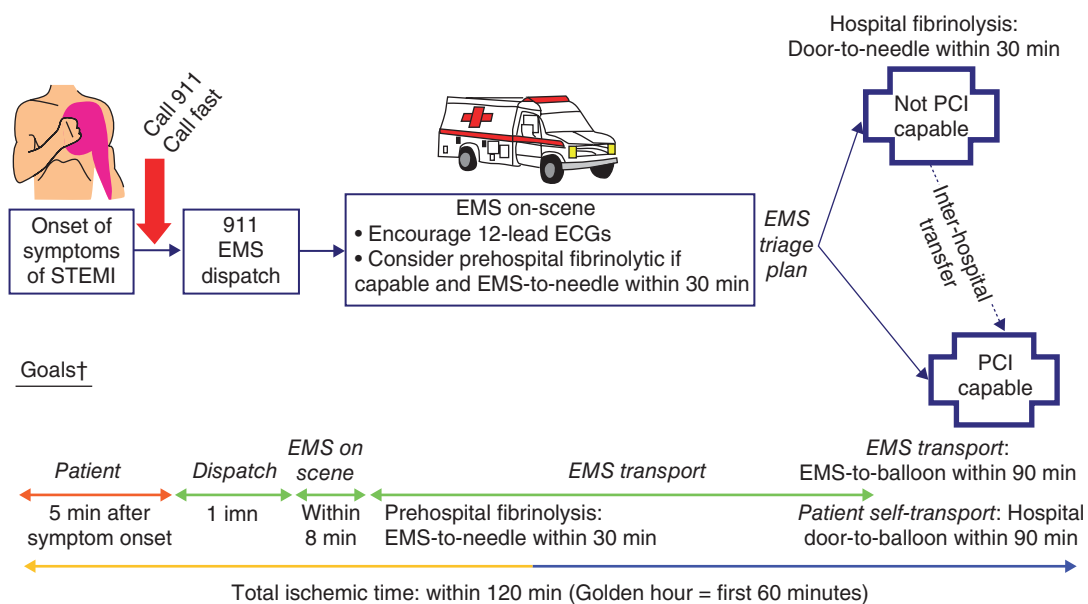 Hospital fibrinolysis:
Door-to-needle within 30 min
Not PCI
capable
Call 911
Call fast
Onset of
symptoms
of STEMI
911
EMS
dispatch
EMS on-scene
• Encourage 12-lead ECGs
• Consider prehospital fibrinolytic if
capable and EMS-to-needle within 30 min
EMS
triage
plan
Inter-hospital
transfer
PCI
capable
Goals†
Patient
5 min after
symptom onset
Dispatch
1 imn
EMS on
scene
Within
8 min
EMS transport
Prehospital fibrinolysis:
EMS-to-needle within 30 min
EMS transport:
EMS-to-balloon within 90 min
Patient self-transport: Hospital
door-to-balloon within 90 min
Total ischemic time: within 120 min (Golden hour = first 60 minutes)